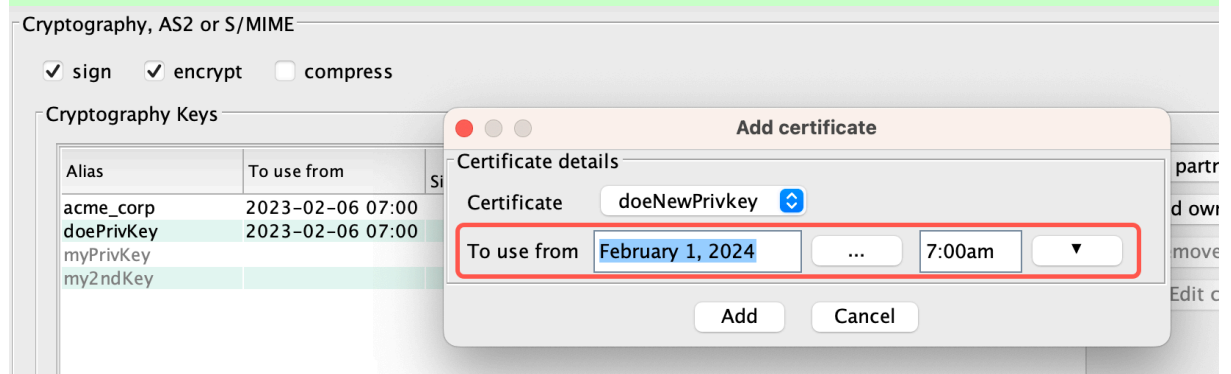 Cryptography, AS2 or S/MIME
sign encrypt compress
Cryptography Keys
Add certificate
Certificate details
Alias To use from
Certificate doeNewPrivkey
acme_corp 2023-02-06 07:00
doePrivKey 2023-02-06 07:00
myPrivKey
my2ndKey
To use from February 1, 2024 ... 7:00am ▼
Add Cancel
Edit